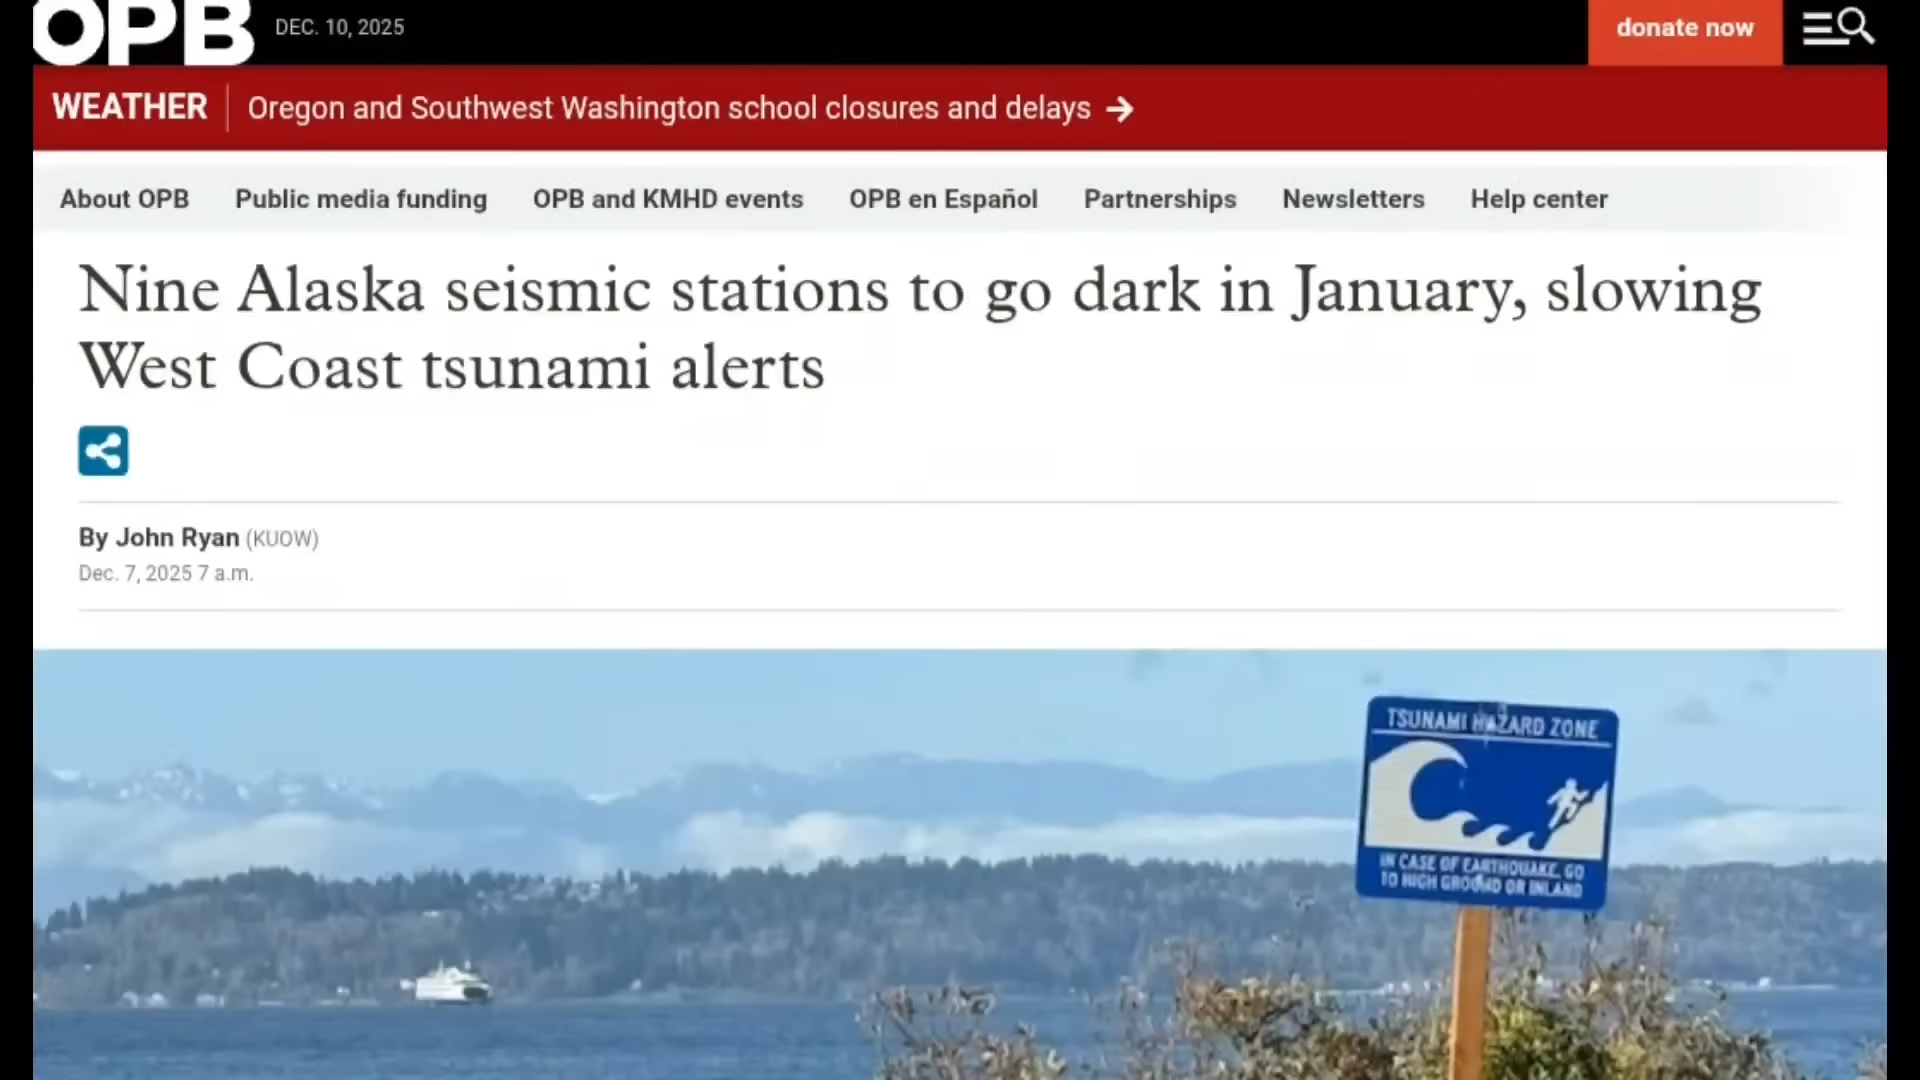 OPB
DEC. 10, 2025
donate now
WEATHER
Oregon and Southwest Washington school closures and delays →
About OPB
Public media funding
OPB and KMHD events
OPB en Español
Partnerships
Newsletters
Help center
Nine Alaska seismic stations to go dark in January, slowing
West Coast tsunami alerts
By John Ryan (KUOW)
Dec. 7, 2025 7 a.m.
TSUNAMI HAZARD ZONE
IN CASE OF EARTHQUAKE, GO
TO HIGH GROUND OR INLAND